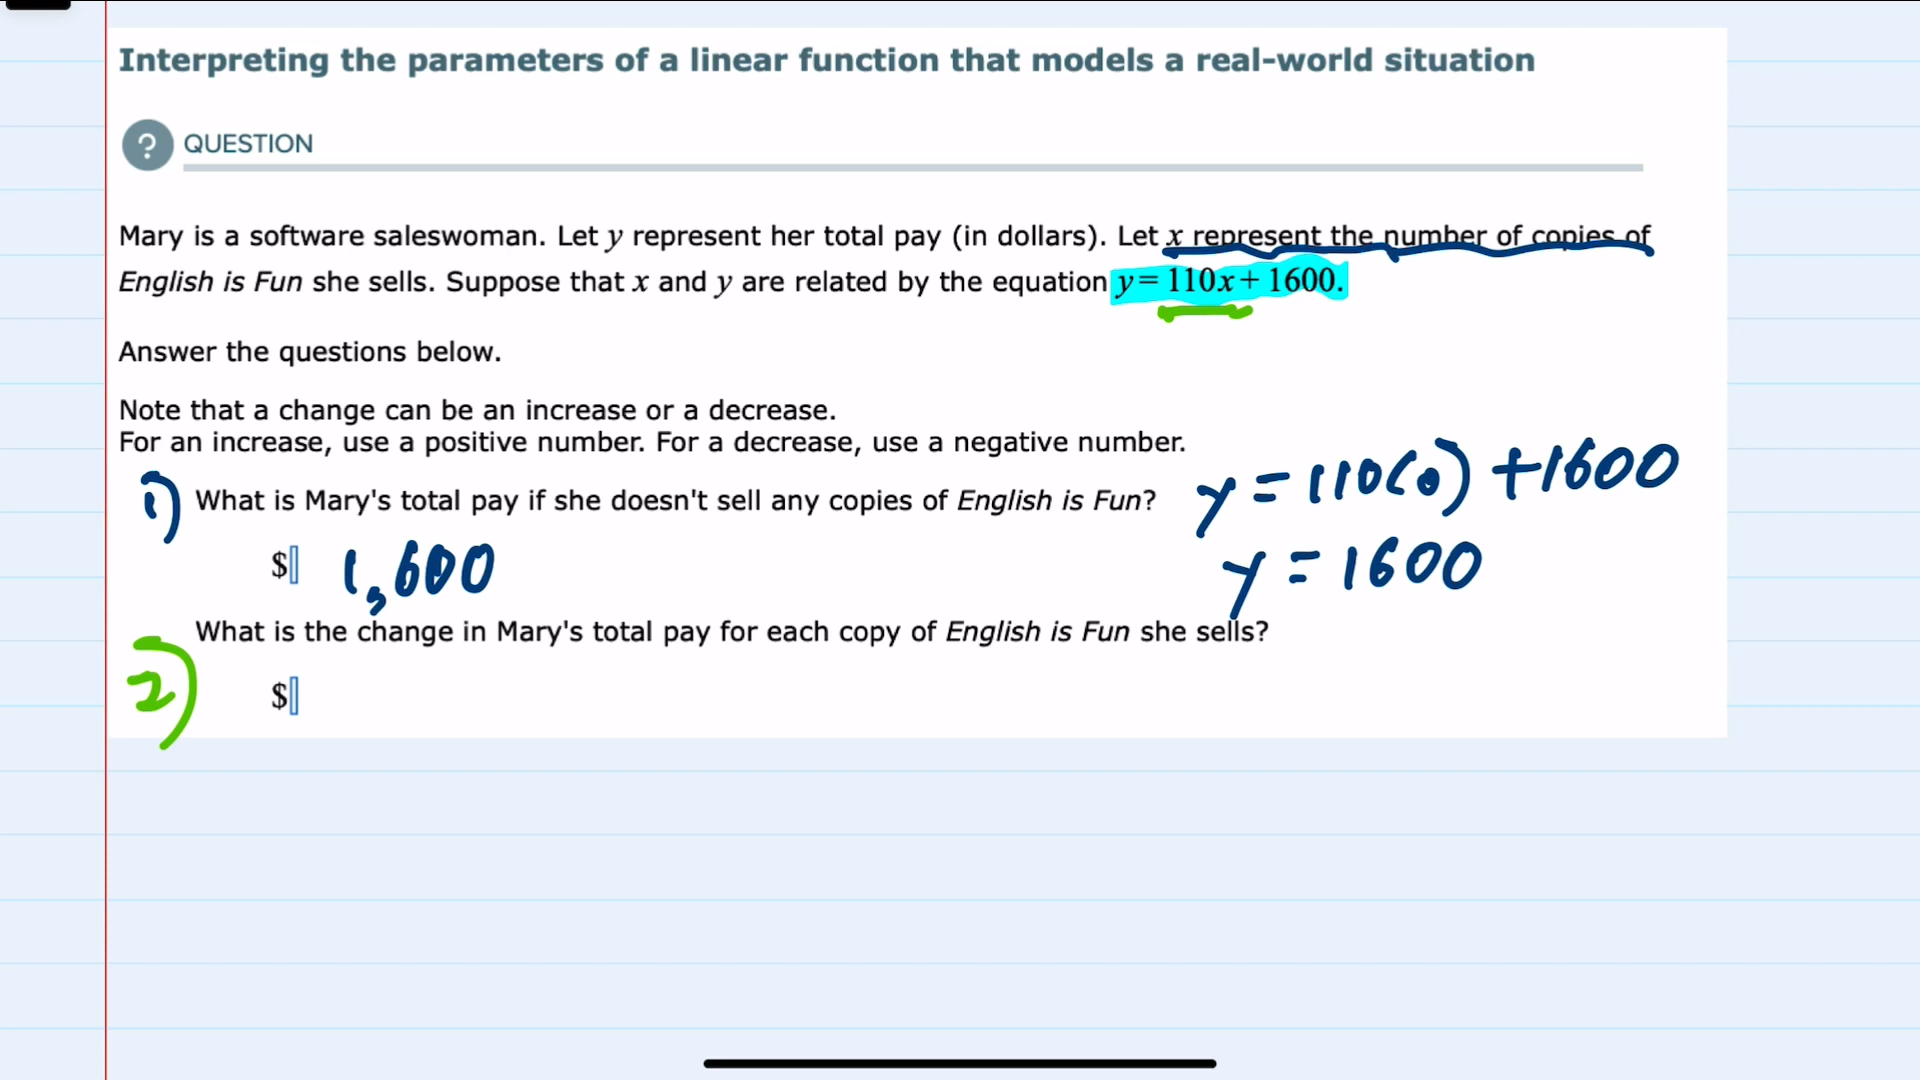 Interpreting the parameters of a linear function that models a real-world situation
? QUESTION
Mary is a software saleswoman. Let y represent her total pay (in dollars). Let x represent the number of copies of
English is Fun she sells. Suppose that x and y are related by the equation y = 110x + 1600.
Answer the questions below.
Note that a change can be an increase or a decrease.
For an increase, use a positive number. For a decrease, use a negative number.
1) What is Mary's total pay if she doesn't sell any copies of English is Fun? y = 110(0) + 1600
$ 1,600 y = 1600
What is the change in Mary's total pay for each copy of English is Fun she sells?
2) $